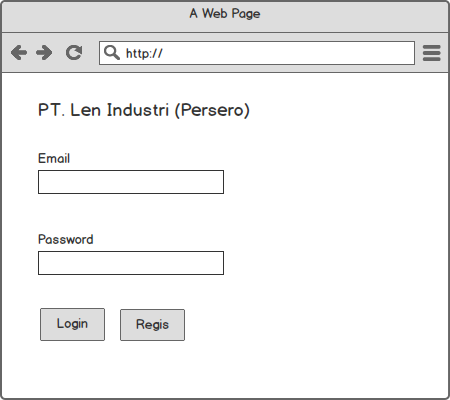 A Web Page
http://
PT. Len Industri (Persero)
Email
Password
Login Regis